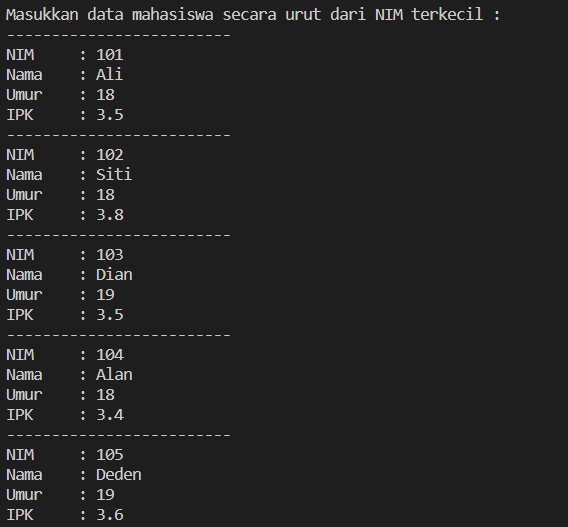 Masukkan data mahasiswa secara urut dari NIM terkecil :
-------------------------
NIM     : 101
Nama    : Ali
Umur    : 18
IPK     : 3.5
-------------------------
NIM     : 102
Nama    : Siti
Umur    : 18
IPK     : 3.8
-------------------------
NIM     : 103
Nama    : Dian
Umur    : 19
IPK     : 3.5
-------------------------
NIM     : 104
Nama    : Alan
Umur    : 18
IPK     : 3.4
-------------------------
NIM     : 105
Nama    : Deden
Umur    : 19
IPK     : 3.6